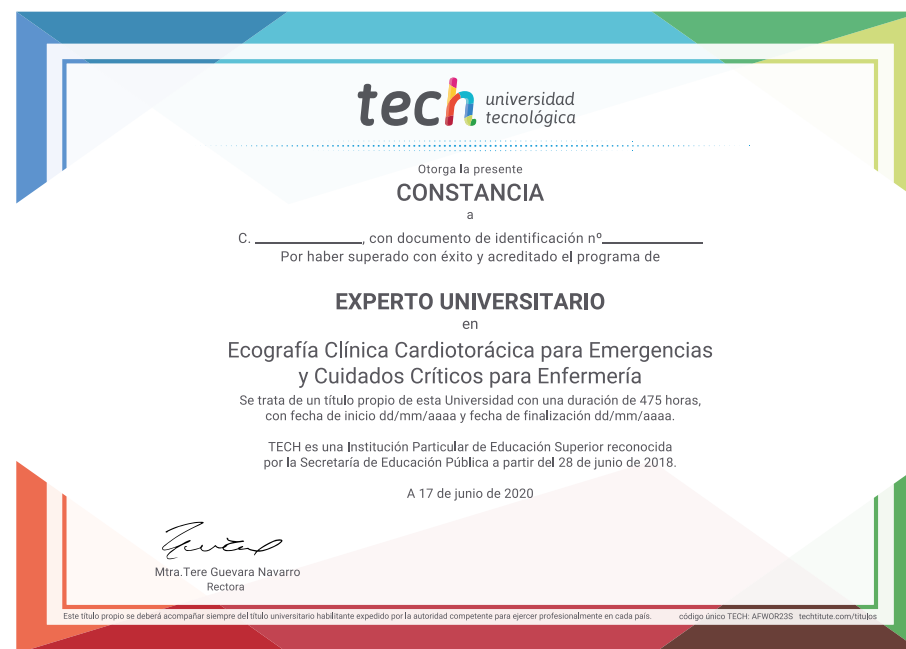 tech universidad
tecnológica
Otorga la presente
CONSTANCIA
a
C. ____________, con documento de identificación nº____________
Por haber superado con éxito y acreditado el programa de
EXPERTO UNIVERSITARIO
en
Ecografía Clínica Cardiotorácica para Emergencias
y Cuidados Críticos para Enfermería
Se trata de un título propio de esta Universidad con una duración de 475 horas,
con fecha de inicio dd/mm/aaaa y fecha de finalización dd/mm/aaaa.
TECH es una Institución Particular de Educación Superior reconocida
por la Secretaría de Educación Pública a partir del 28 de junio de 2018.
A 17 de junio de 2020
Mtra.Tere Guevara Navarro
Rectora
Este título propio se deberá acompañar siempre del título universitario habilitante expedido por la autoridad competente para ejercer profesionalmente en cada país. código único TECH: AFWOR23S techtitute.com/titulos